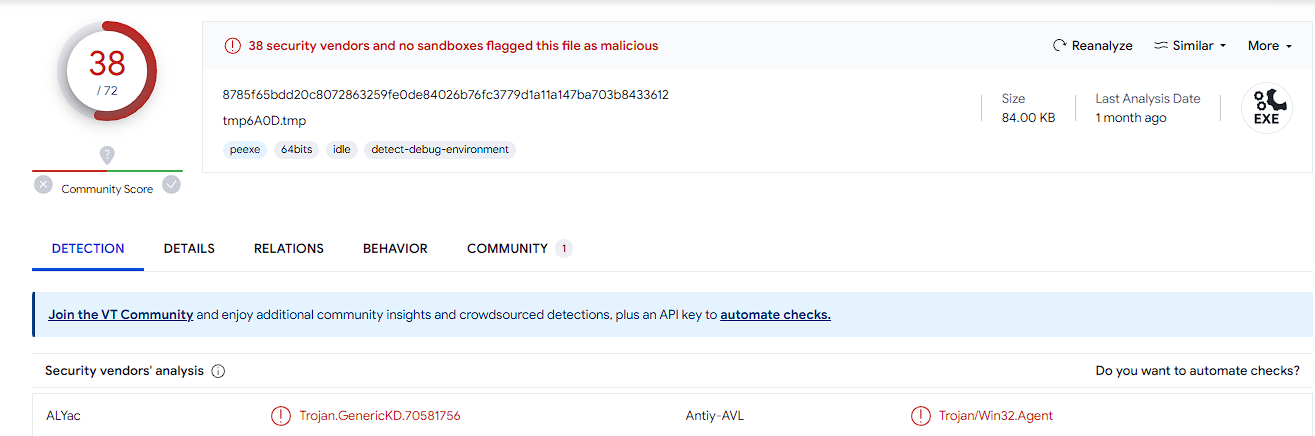 38
/ 72
Community Score
38 security vendors and no sandboxes flagged this file as malicious
Reanalyze Similar More
8785f65bdd20c8072863259fe0de84026b76fc3779d1a11a147ba703b8433612
tmp6A0D.tmp
peexe 64bits idle detect-debug-environment
Size
84.00 KB
Last Analysis Date
1 month ago
EXE
DETECTION DETAILS RELATIONS BEHAVIOR COMMUNITY 1
Join the VT Community and enjoy additional community insights and crowdsourced detections, plus an API key to automate checks.
Security vendors' analysis Do you want to automate checks?
ALYac Trojan.GenericKD.70581756 Antiy-AVL Trojan/Win32.Agent